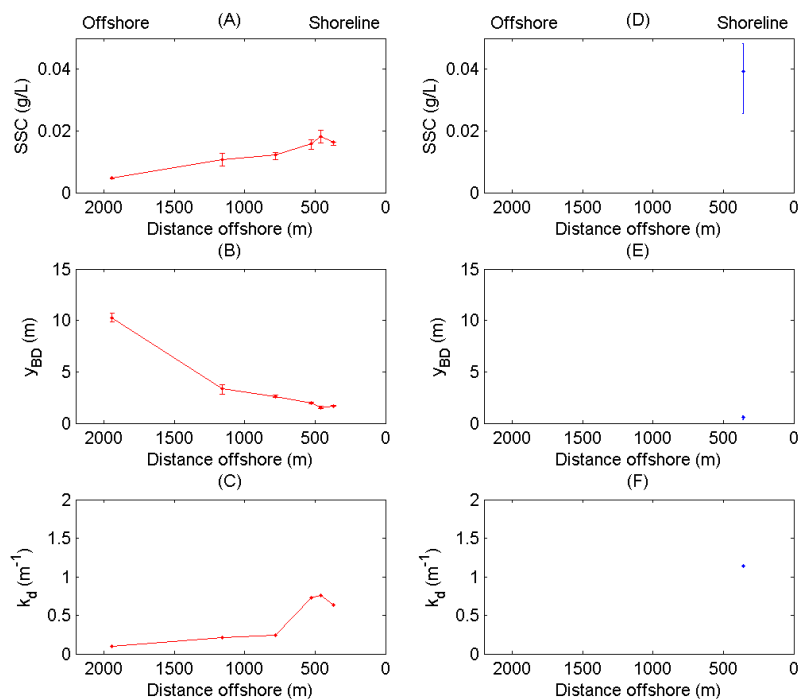 Offshore (A) Shoreline
0.04
0.02
0
SSC (g/L)
2000 1500 1000 500 0
Distance offshore (m)
(B)
15
10
5
0
y_BD (m)
2000 1500 1000 500 0
Distance offshore (m)
(C)
2
1.5
1
0.5
0
k_d (m^-1)
2000 1500 1000 500 0
Distance offshore (m)
Offshore (D) Shoreline
0.04
0.02
0
SSC (g/L)
2000 1500 1000 500 0
Distance offshore (m)
(E)
15
10
5
0
y_BD (m)
2000 1500 1000 500 0
Distance offshore (m)
(F)
2
1.5
1
0.5
0
k_d (m^-1)
2000 1500 1000 500 0
Distance offshore (m)